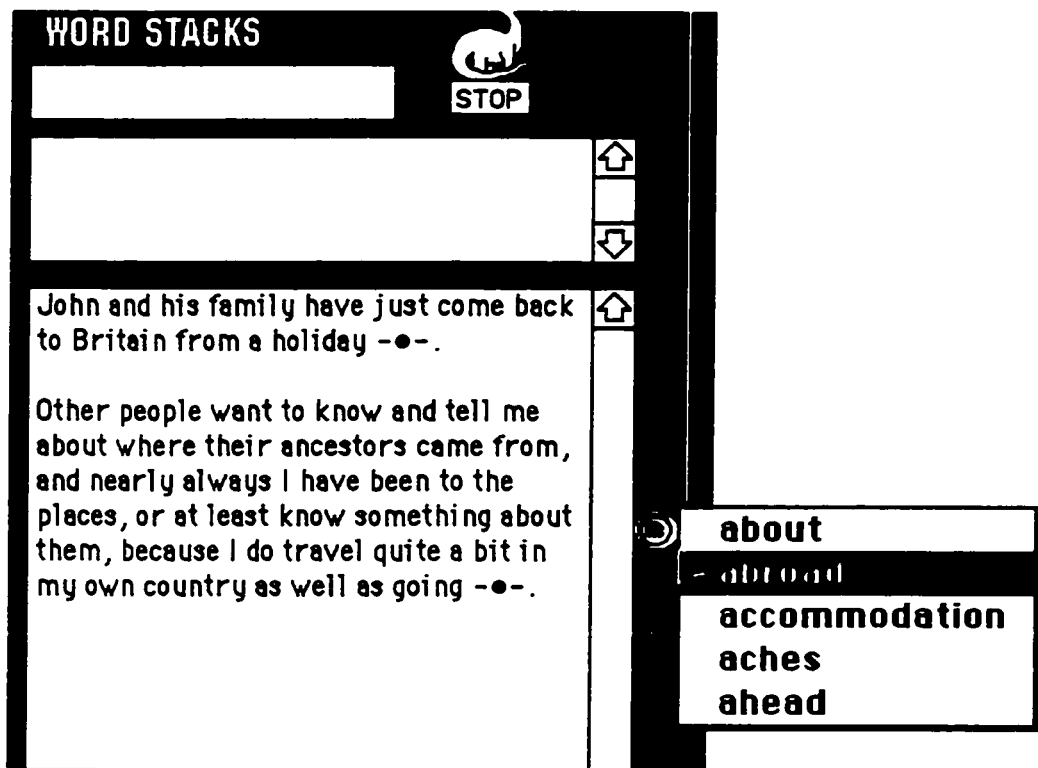 WORD STACKS
STOP
John and his family have just come back
to Britain from a holiday -●-.
Other people want to know and tell me
about where their ancestors came from,
and nearly always I have been to the
places, or at least know something about
them, because I do travel quite a bit in
my own country as well as going -●-.
about
- abroad
accommodation
aches
ahead